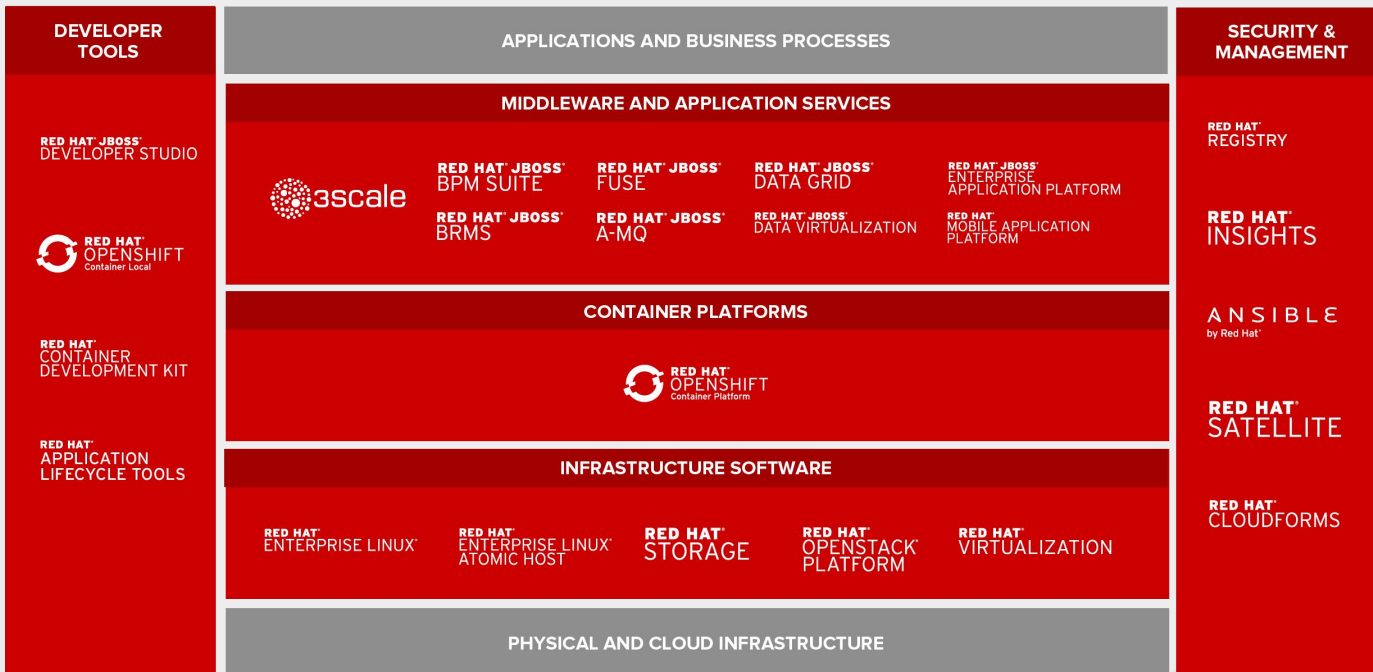 DEVELOPER
TOOLS
RED HAT® JBOSS®
DEVELOPER STUDIO
RED HAT®
OPENSHIFT
Container Local
RED HAT®
CONTAINER
DEVELOPMENT KIT
RED HAT®
APPLICATION
LIFECYCLE TOOLS
APPLICATIONS AND BUSINESS PROCESSES
MIDDLEWARE AND APPLICATION SERVICES
3scale
RED HAT® JBOSS®
BPM SUITE
RED HAT® JBOSS®
FUSE
RED HAT® JBOSS®
DATA GRID
RED HAT® JBOSS®
ENTERPRISE
APPLICATION PLATFORM
RED HAT® JBOSS®
BRMS
RED HAT® JBOSS®
A-MQ
RED HAT® JBOSS®
DATA VIRTUALIZATION
RED HAT®
MOBILE APPLICATION
PLATFORM
CONTAINER PLATFORMS
RED HAT®
OPENSHIFT
Container Platform
INFRASTRUCTURE SOFTWARE
RED HAT®
ENTERPRISE LINUX®
RED HAT®
ENTERPRISE LINUX®
ATOMIC HOST
RED HAT®
STORAGE
RED HAT®
OPENSTACK®
PLATFORM
RED HAT®
VIRTUALIZATION
PHYSICAL AND CLOUD INFRASTRUCTURE
SECURITY &
MANAGEMENT
RED HAT®
REGISTRY
RED HAT®
INSIGHTS
ANSIBLE
by Red Hat®
RED HAT®
SATELLITE
RED HAT®
CLOUDFORMS